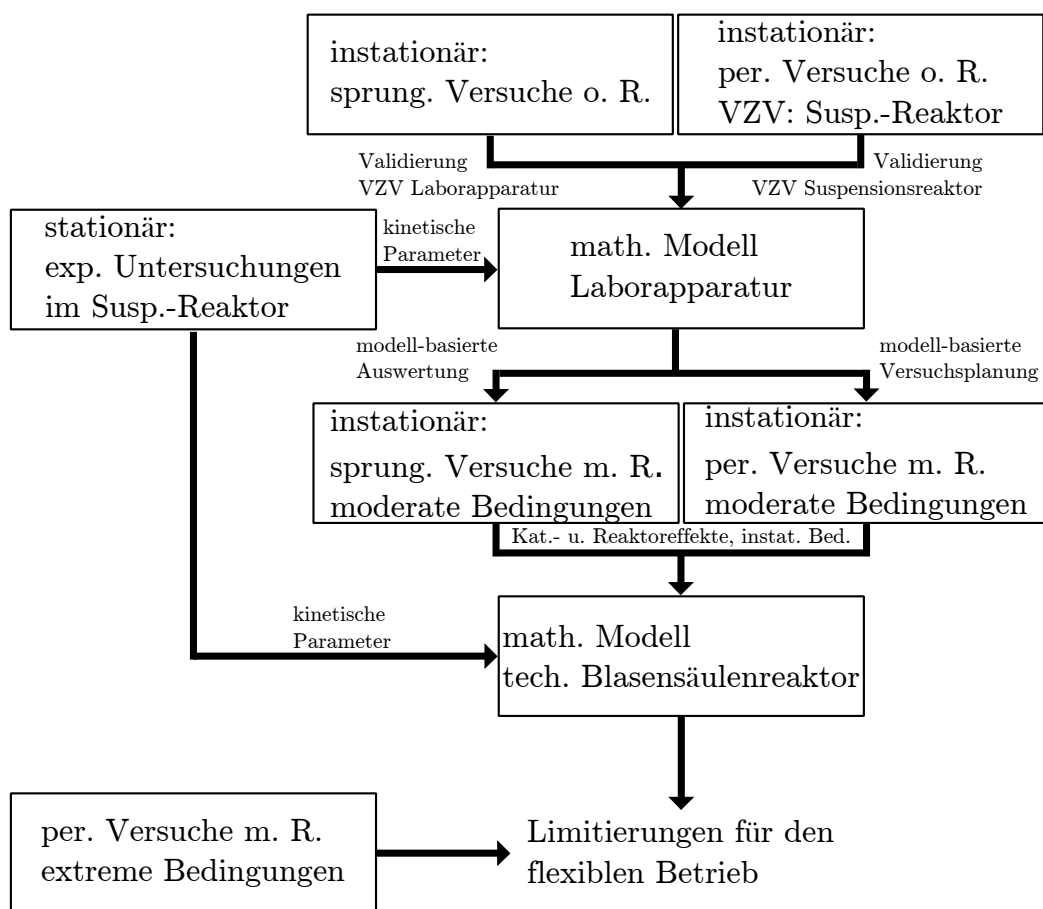 instationär:
sprung. Versuche o. R.
instationär:
per. Versuche o. R.
VZV: Susp.-Reaktor
Validierung
VZV Laborapparatur
Validierung
VZV Suspensionsreaktor
stationär:
exp. Untersuchungen
im Susp.-Reaktor
kinetische
Parameter
math. Modell
Laborapparatur
modell-basierte
Auswertung
modell-basierte
Versuchsplanung
instationär:
sprung. Versuche m. R.
moderate Bedingungen
instationär:
per. Versuche m. R.
moderate Bedingungen
Kat.- u. Reaktoreffekte, instat. Bed.
kinetische
Parameter
math. Modell
tech. Blasensäulenreaktor
per. Versuche m. R.
extreme Bedingungen
Limitierungen für den
flexiblen Betrieb